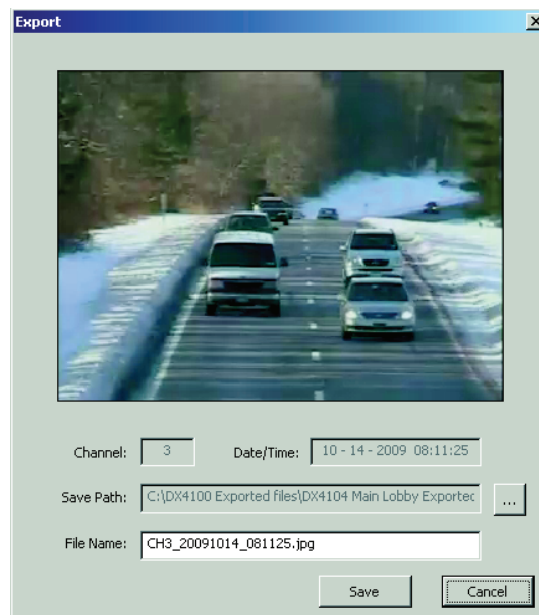 Export
Channel: 3 Date/Time: 10 - 14 - 2009 08:11:25
Save Path: C:\DX4100 Exported files\DX4104 Main Lobby Exported ...
File Name: CH3_20091014_081125.jpg
Save Cancel